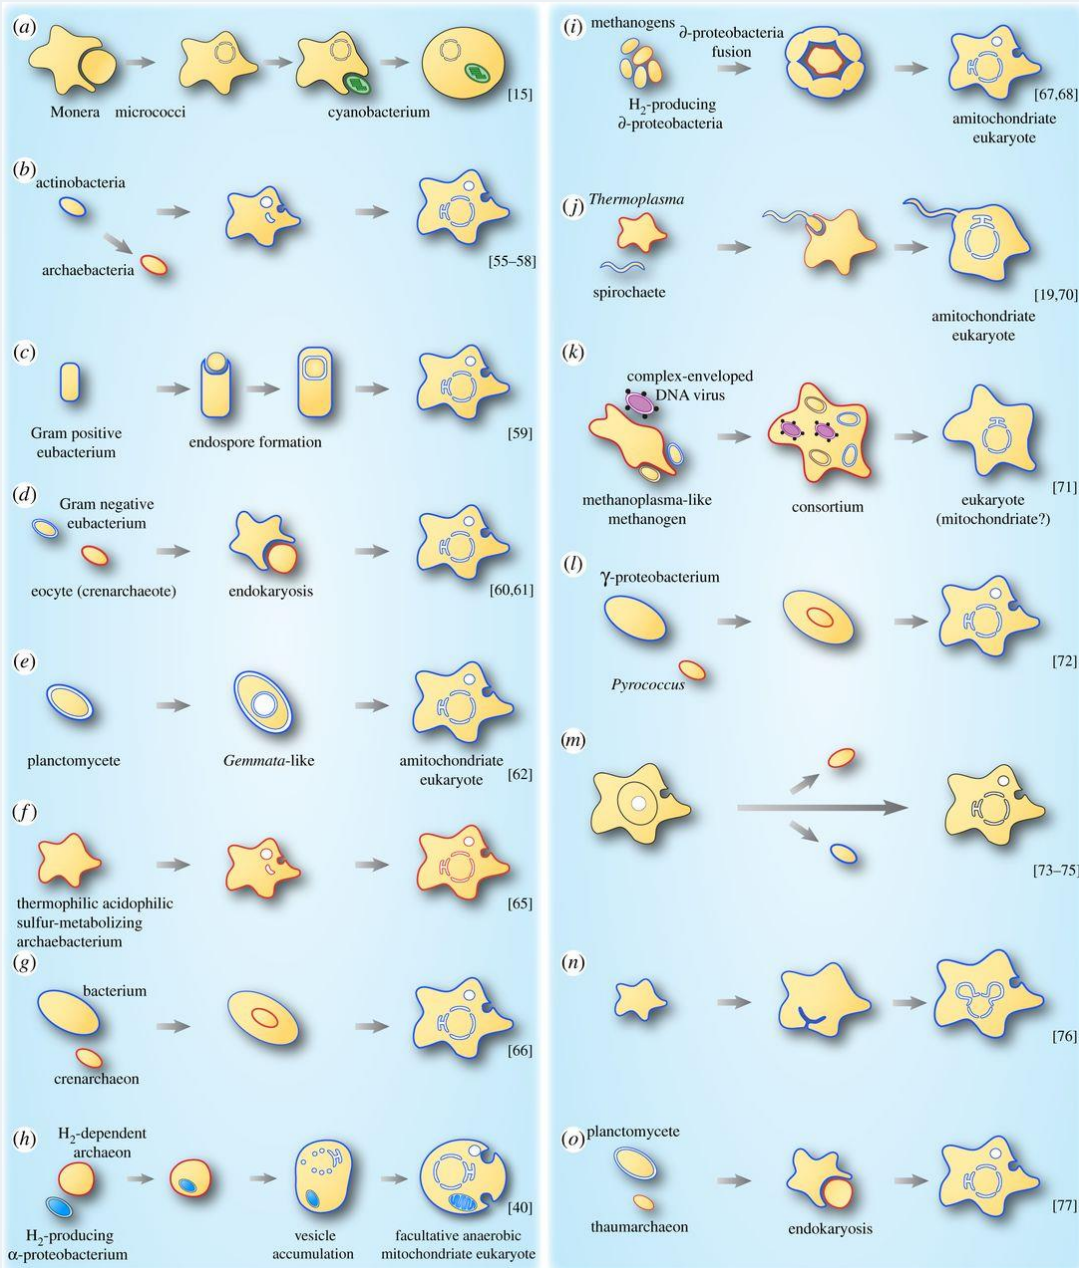 (a)
Monera
micrococci
cyanobacterium
[15]
(b)
actinobacteria
archaebacteria
[55–58]
(c)
Gram positive
eubacterium
endospore formation
[59]
(d)
Gram negative
eubacterium
eocyte (crenarchaeote)
endokaryosis
[60,61]
(e)
planctomycete
Gemmata-like
amitochondriate
eukaryote
[62]
(f)
thermophilic acidophilic
sulfur-metabolizing
archaebacterium
[65]
(g)
bacterium
crenarchaeon
[66]
(h)
H2-dependent
archaeon
H2-producing
α-proteobacterium
vesicle
accumulation
facultative anaerobic
mitochondriate eukaryote
[40]
(i)
methanogens
∂-proteobacteria
fusion
H2-producing
∂-proteobacteria
[67,68]
amitochondriate
eukaryote
(j)
Thermoplasma
spirochaete
[19,70]
amitochondriate
eukaryote
(k)
complex-enveloped
DNA virus
methanoplasma-like
methanogen
consortium
eukaryote
(mitochondriate?)
[71]
(l)
γ-proteobacterium
Pyrococcus
[72]
(m)
[73–75]
(n)
[76]
(o)
planctomycete
thaumarchaeon
endokaryosis
[77]